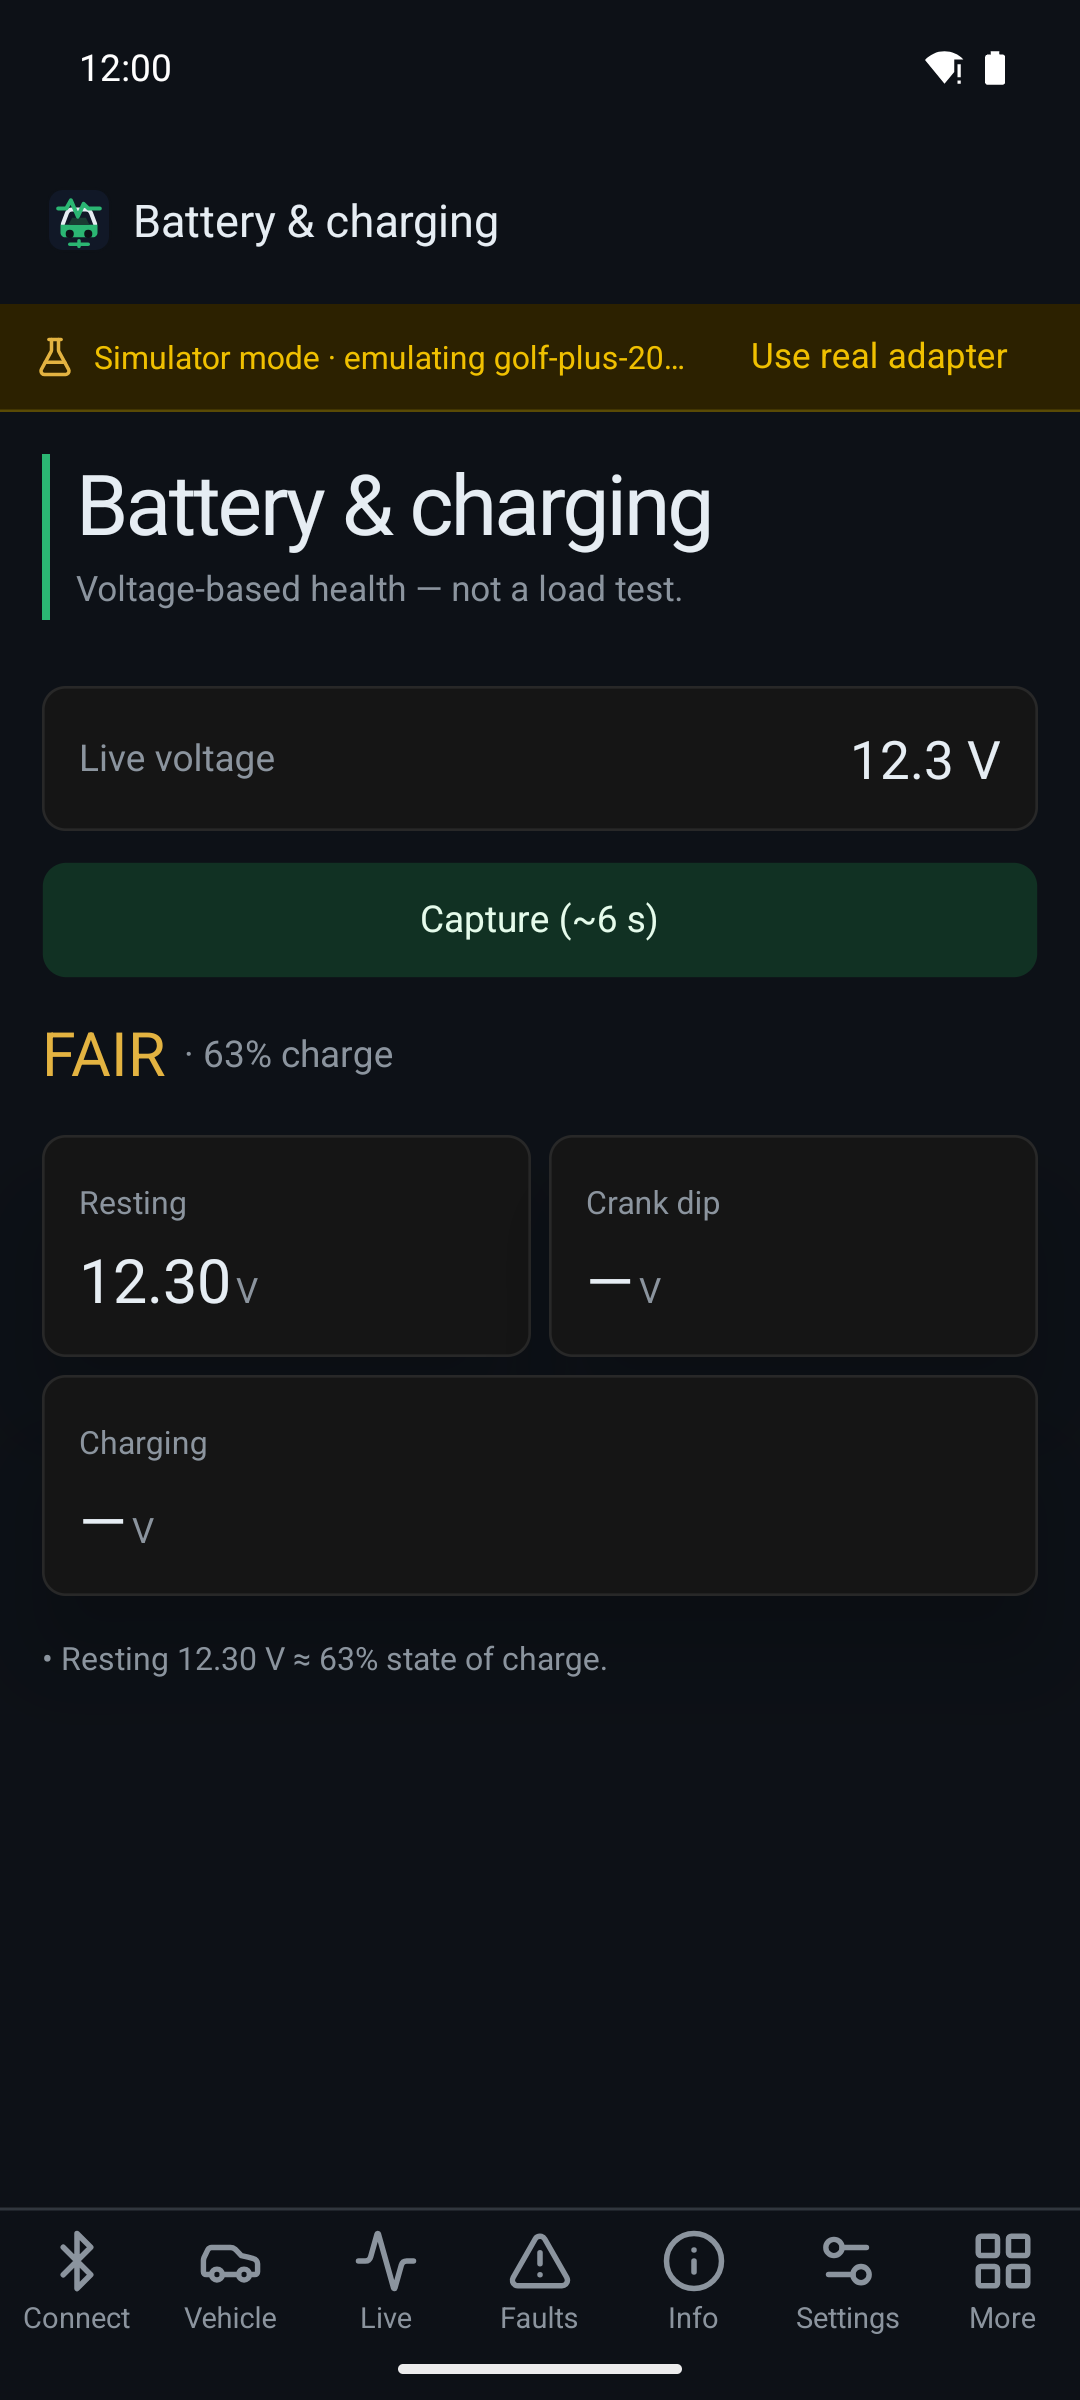 12:00
Battery & charging
Simulator mode · emulating golf-plus-20…
Use real adapter
Battery & charging
Voltage-based health — not a load test.
Live voltage
12.3 V
Capture (~6 s)
FAIR · 63% charge
Resting
12.30 V
Crank dip
— V
Charging
— V
• Resting 12.30 V ≈ 63% state of charge.
Connect
Vehicle
Live
Faults
Info
Settings
More